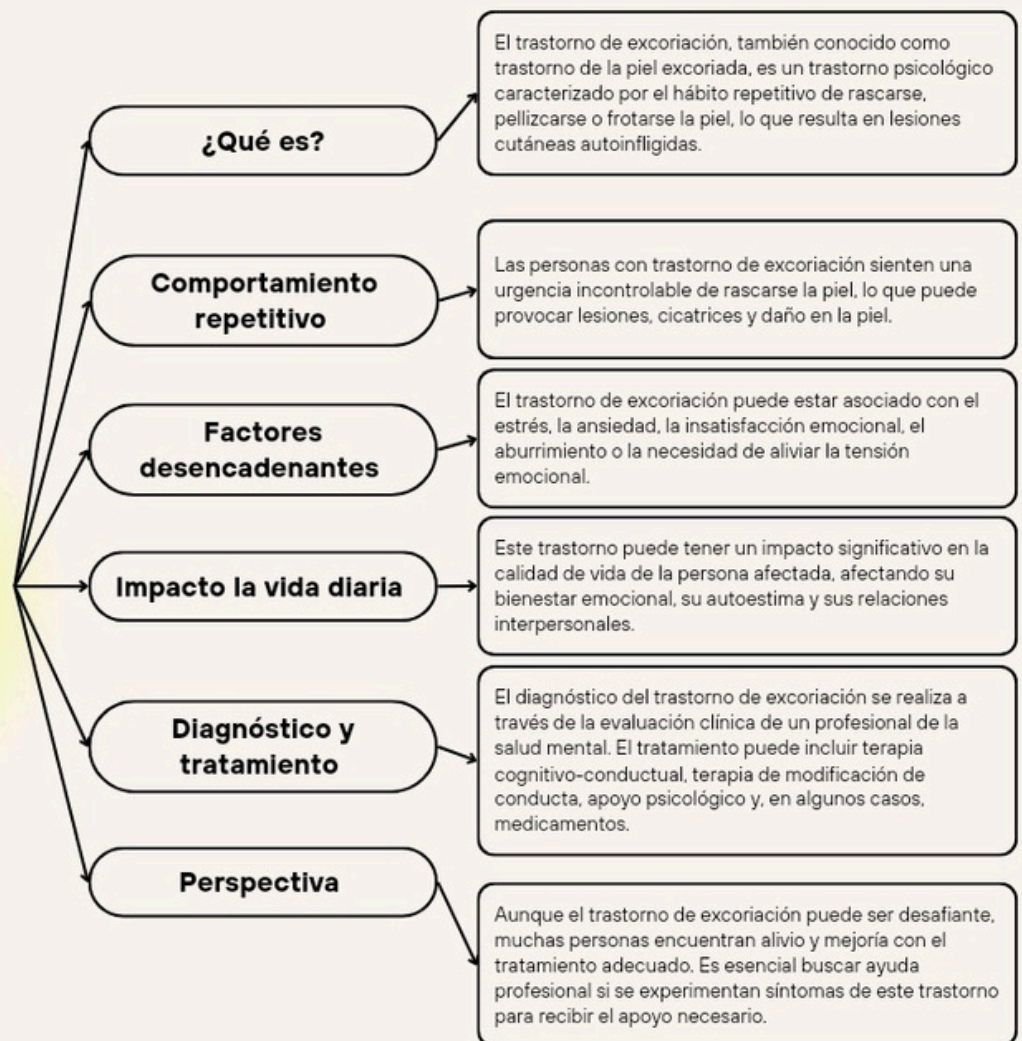 ¿Qué es?
El trastorno de excoriación, también conocido como
trastorno de la piel excoriada, es un trastorno psicológico
caracterizado por el hábito repetitivo de rascarse,
pellizcarse o frotarse la piel, lo que resulta en lesiones
cutáneas autoinfligidas.
Comportamiento
repetitivo
Las personas con trastorno de excoriación sienten una
urgencia incontrolable de rascarse la piel, lo que puede
provocar lesiones, cicatrices y daño en la piel.
Factores
desencadenantes
El trastorno de excoriación puede estar asociado con el
estrés, la ansiedad, la insatisfacción emocional, el
aburrimiento o la necesidad de aliviar la tensión
emocional.
Impacto la vida diaria
Este trastorno puede tener un impacto significativo en la
calidad de vida de la persona afectada, afectando su
bienestar emocional, su autoestima y sus relaciones
interpersonales.
Diagnóstico y
tratamiento
El diagnóstico del trastorno de excoriación se realiza a
través de la evaluación clínica de un profesional de la
salud mental. El tratamiento puede incluir terapia
cognitivo-conductual, terapia de modificación de
conducta, apoyo psicológico y, en algunos casos,
medicamentos.
Perspectiva
Aunque el trastorno de excoriación puede ser desafiante,
muchas personas encuentran alivio y mejoría con el
tratamiento adecuado. Es esencial buscar ayuda
profesional si se experimentan síntomas de este trastorno
para recibir el apoyo necesario.